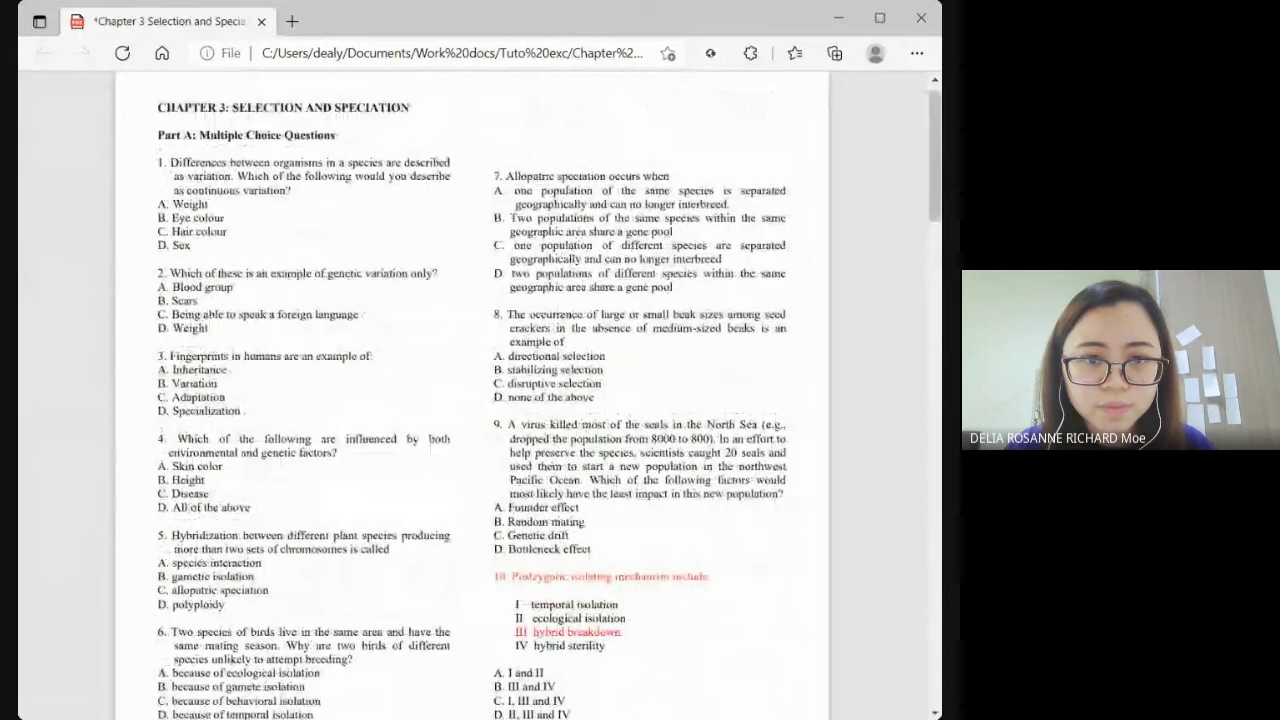 *Chapter 3 Selection and Specia
File
C:/Users/dealy/Documents/Work%20docs/Tuto%20exc/Chapter%2...
CHAPTER 3: SELECTION AND SPECIATION
Part A: Multiple Choice Questions
1. Differences between organisms in a species are described
as variation. Which of the following would you describe
as continuous variation?
A. Weight
B. Eye colour
C. Hair colour
D. Sex
2. Which of these is an example of genetic variation only?
A. Blood group
B. Scars
C. Being able to speak a foreign language
D. Weight
3. Fingerprints in humans are an example of:
A. Inheritance
B. Variation
C. Adaptation
D. Specialization
4. Which of the following are influenced by both
environmental and genetic factors?
A. Skin color
B. Height
C. Disease
D. All of the above
5. Hybridization between different plant species producing
more than two sets of chromosomes is called
A. species interaction
B. gametic isolation
C. allopatric speciation
D. polyploidy
6. Two species of birds live in the same area and have the
same mating season. Why are two birds of different
species unlikely to attempt breeding?
A. because of ecological isolation
B. because of gamete isolation
C. because of behavioral isolation
D. because of temporal isolation
7. Allopatric speciation occurs when
A. one population of the same species is separated
geographically and can no longer interbreed.
B. Two populations of the same species within the same
geographic area share a gene pool
C. one population of different species are separated
geographically and can no longer interbreed
D. two populations of different species within the same
geographic area share a gene pool
8. The occurrence of large or small beak sizes among seed
crackers in the absence of medium-sized beaks is an
example of
A. directional selection
B. stabilizing selection
C. disruptive selection
D. none of the above
9. A virus killed most of the seals in the North Sea (e.g.,
dropped the population from 8000 to 800). In an effort to
help preserve the species, scientists caught 20 seals and
used them to start a new population in the northwest
Pacific Ocean. Which of the following factors would
most likely have the least impact in this new population?
A. Founder effect
B. Random mating
C. Genetic drift
D. Bottleneck effect
10. Postzygotic isolating mechanism include
I temporal isolation
II ecological isolation
III hybrid breakdown
IV hybrid sterility
A. I and II
B. III and IV
C. I, III and IV
D. II, III and IV
DELIA ROSANNE RICHARD Moe